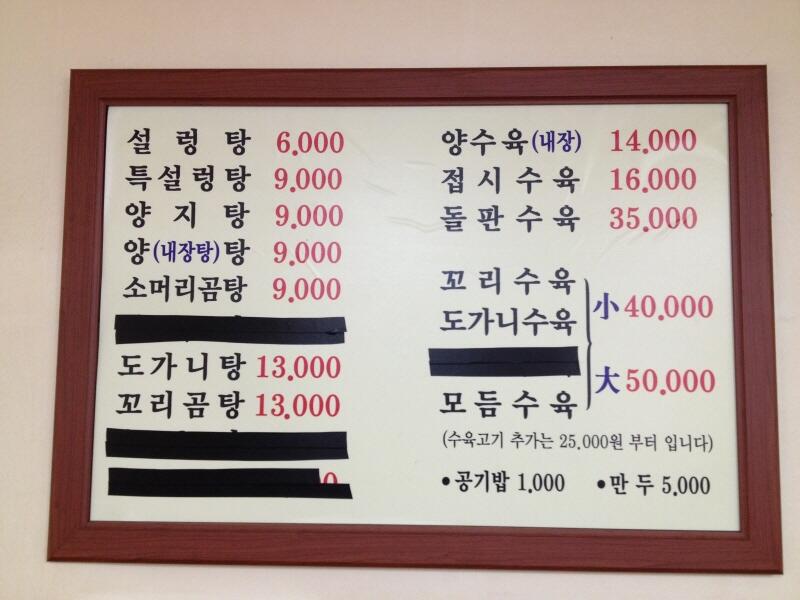 설렁탕 6,000
특설렁탕 9,000
양지탕 9,000
양(내장탕)탕 9,000
소머리곰탕 9,000
도가니탕 13,000
꼬리곰탕 13,000
양수육(내장) 14,000
접시수육 16,000
돌판수육 35,000
꼬리수육
도가니수육
모듬수육
小 40,000
大 50,000
(수육고기 추가는 25.000원 부터 입니다)
•공기밥 1,000 •만두 5,000